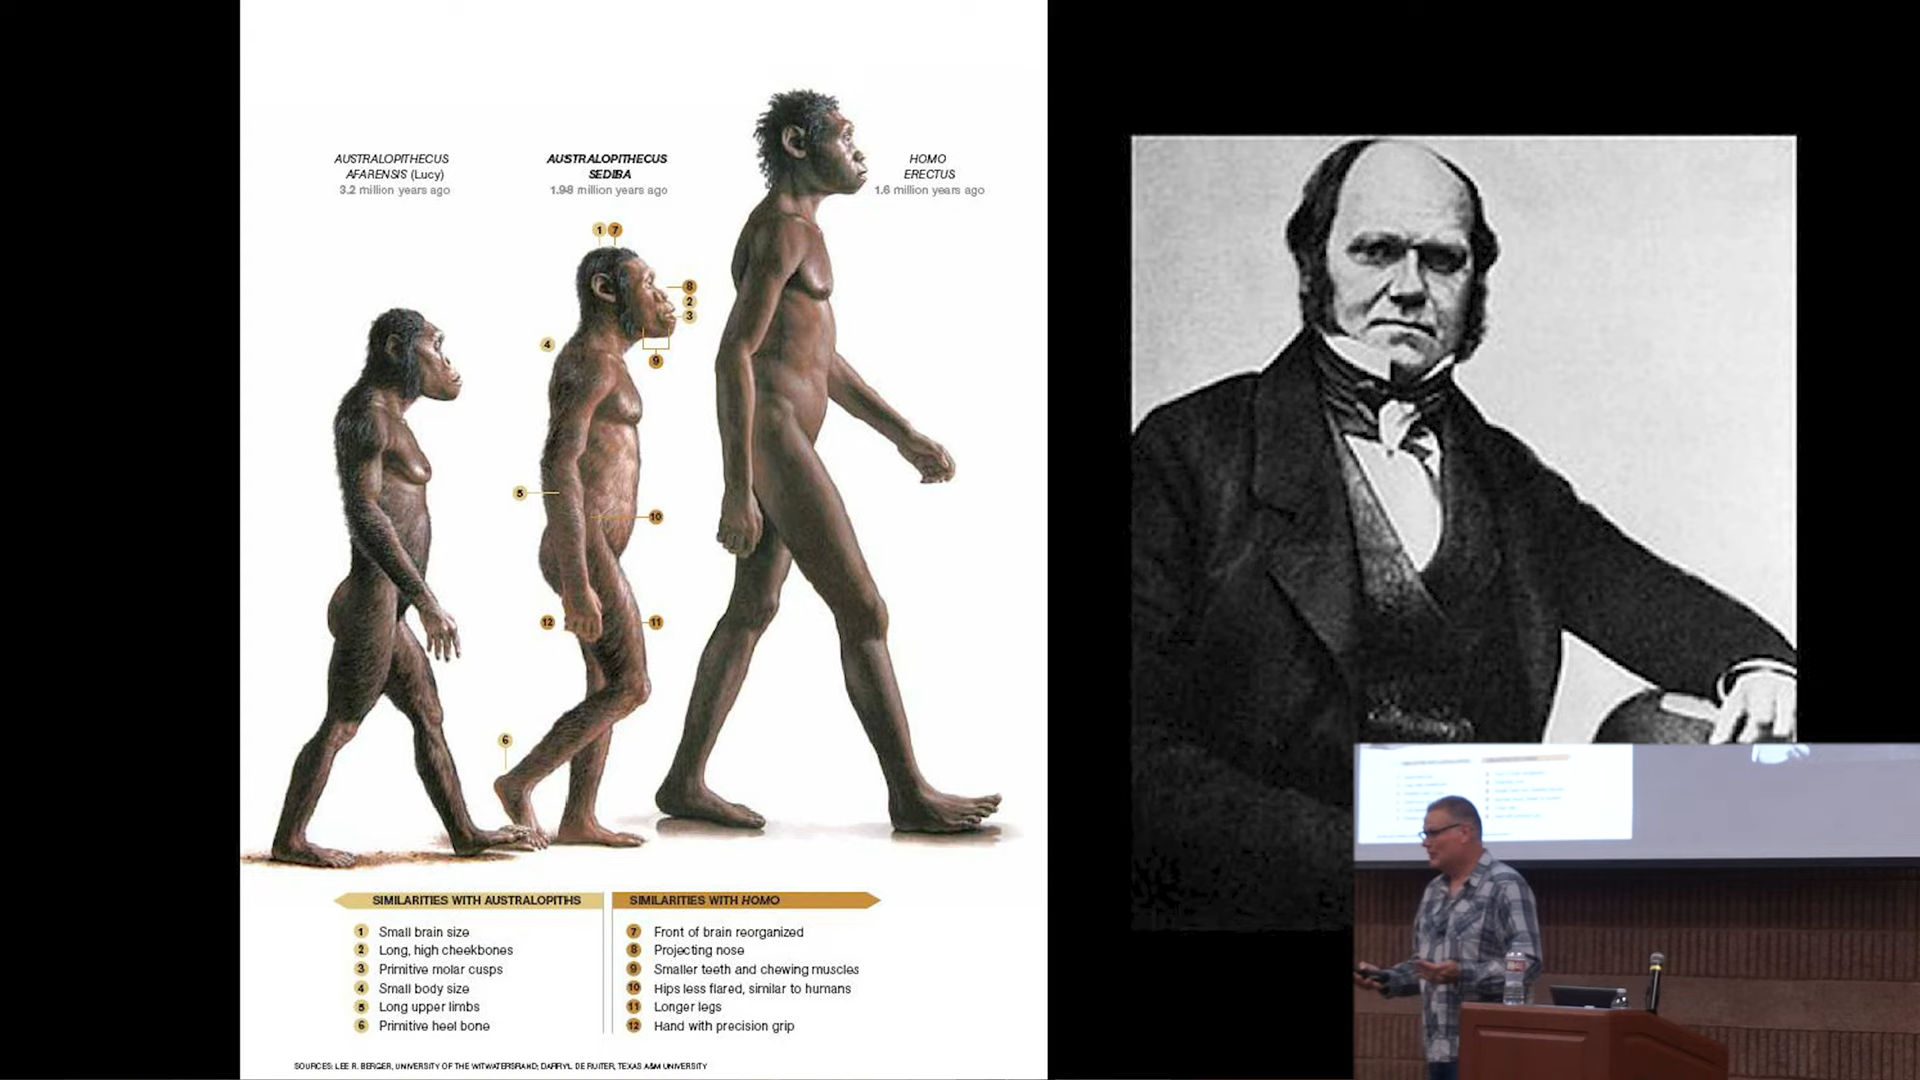 AUSTRALOPITHECUS
AFARENSIS (Lucy)
3.2 million years ago
AUSTRALOPITHECUS
SEDIBA
1.98 million years ago
HOMO
ERECTUS
1.6 million years ago
1 7
8
2
3
4
9
5
10
12 11
6
SIMILARITIES WITH AUSTRALOPITHS
1 Small brain size
2 Long, high cheekbones
3 Primitive molar cusps
4 Small body size
5 Long upper limbs
6 Primitive heel bone
SIMILARITIES WITH HOMO
7 Front of brain reorganized
8 Projecting nose
9 Smaller teeth and chewing muscles
10 Hips less flared, similar to humans
11 Longer legs
12 Hand with precision grip
SOURCES: LEE R. BERGER, UNIVERSITY OF THE WITWATERSRAND; DARRYL DE RUITER, TEXAS A&M UNIVERSITY